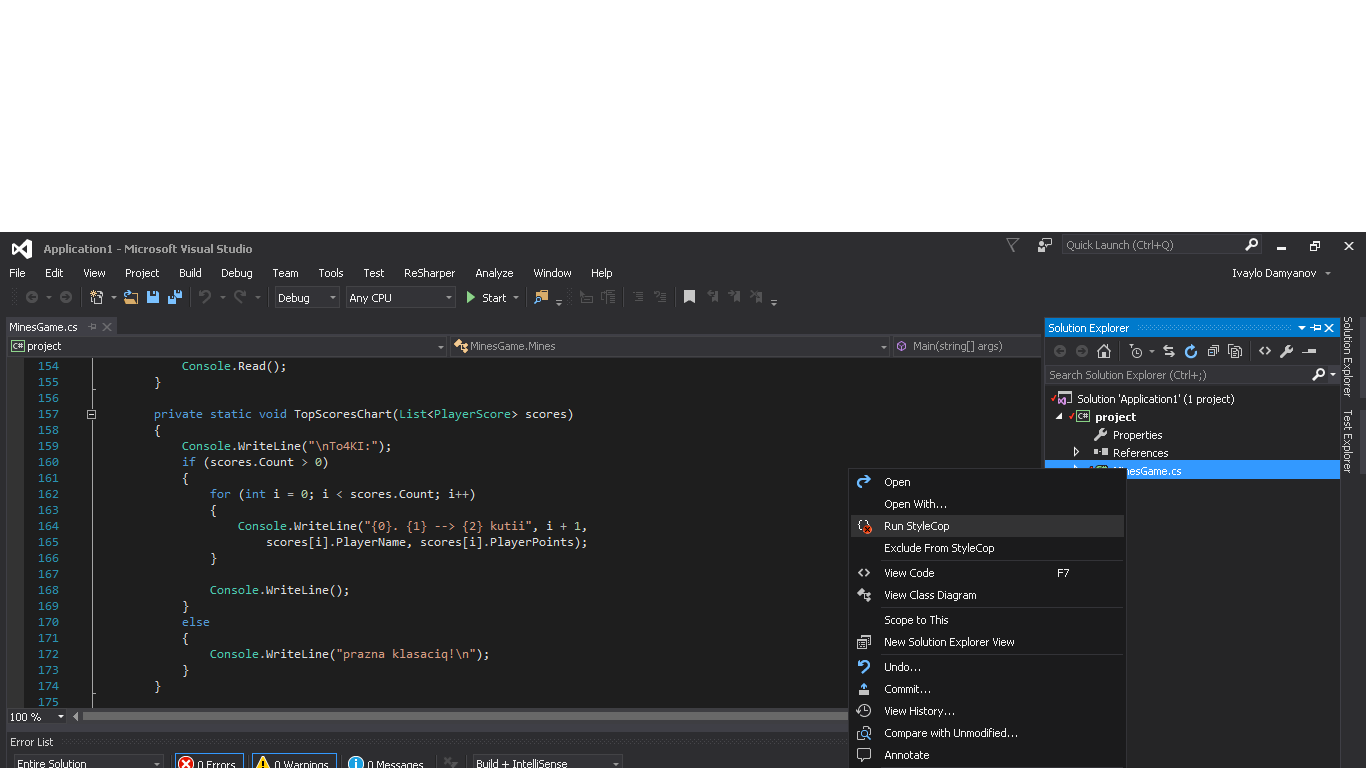 Application1 - Microsoft Visual Studio
Quick Launch (Ctrl+Q)
File Edit View Project Build Debug Team Tools Test ReSharper Analyze Window Help
Ivaylo Damyanov
Debug Any CPU Start
MinesGame.cs
project MinesGame.Mines Main(string[] args)
154 Console.Read();
155 }
156
157 private static void TopScoresChart(List<PlayerScore> scores)
158 {
159 Console.WriteLine("\nTo4KI:");
160 if (scores.Count > 0)
161 {
162 for (int i = 0; i < scores.Count; i++)
163 {
164 Console.WriteLine("{0}. {1} --> {2} kutii", i + 1,
165 scores[i].PlayerName, scores[i].PlayerPoints);
166 }
167
168 Console.WriteLine();
169 }
170 else
171 {
172 Console.WriteLine("prazna klasaciq!\n");
173 }
174 }
175
100 %
Error List
Entire Solution 0 Errors 0 Warnings 0 Messages Build + IntelliSense
Solution Explorer
Search Solution Explorer (Ctrl+;)
Solution 'Application1' (1 project)
project
Properties
References
MinesGame.cs
Open
Open With...
Run StyleCop
Exclude From StyleCop
View Code F7
View Class Diagram
Scope to This
New Solution Explorer View
Undo...
Commit...
View History...
Compare with Unmodified...
Annotate
Solution Explorer
Test Explorer